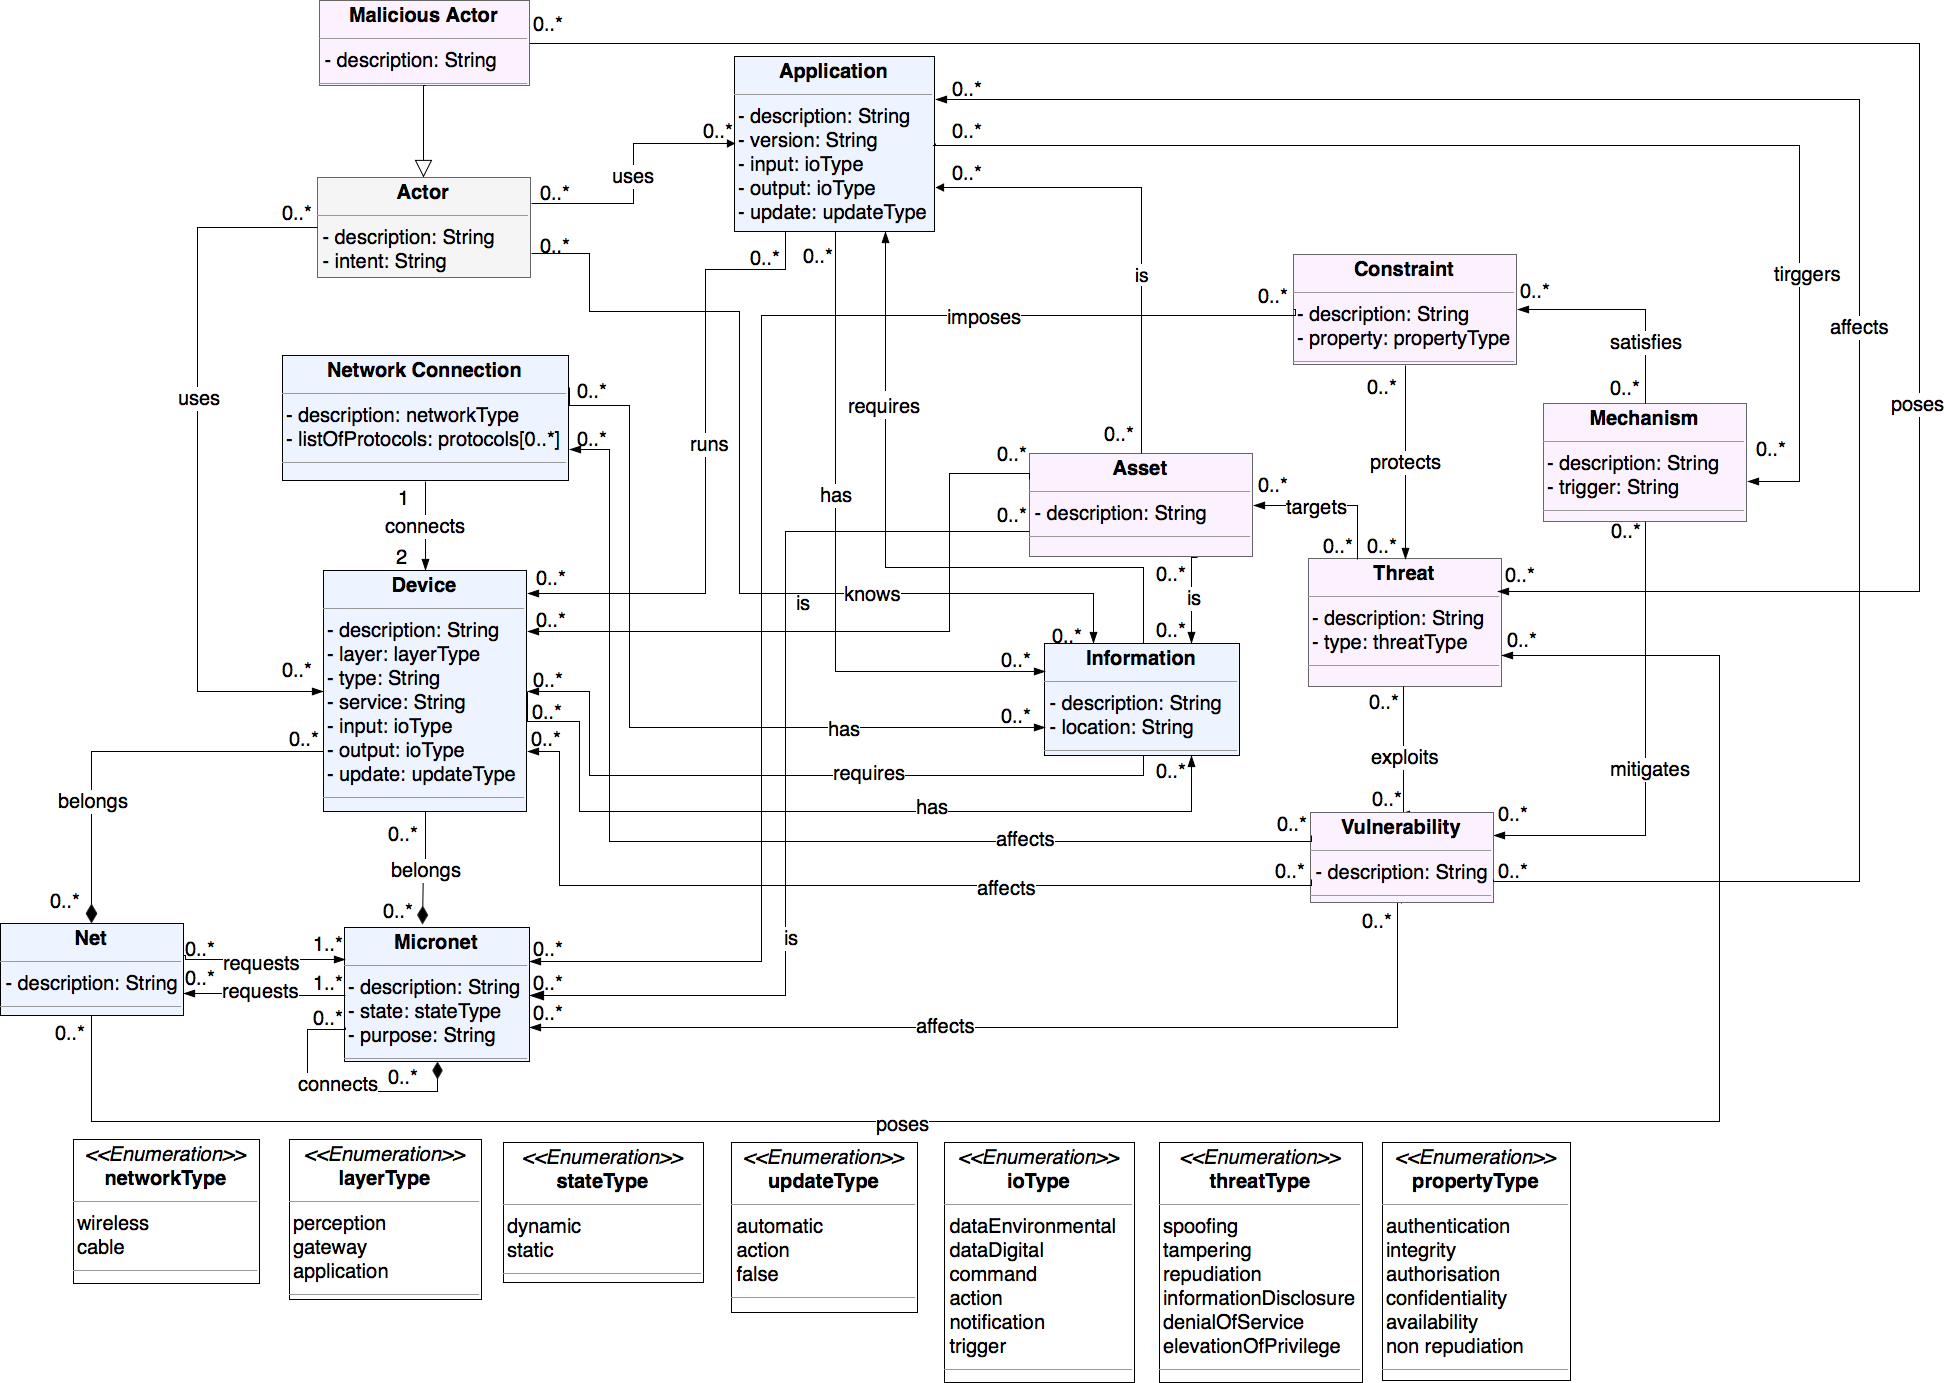 Malicious Actor
- description: String
0..*
Application
- description: String
- version: String
- input: ioType
- output: ioType
- update: updateType
0..*
0..*
0..*
0..*
uses
Actor
- description: String
- intent: String
0..*
0..*
0..*
0..*
0..*
is
tirggers
affects
poses
Constraint
- description: String
- property: propertyType
0..*
0..*
0..*
imposes
satisfies
0..*
Mechanism
- description: String
- trigger: String
0..*
0..*
Network Connection
- description: networkType
- listOfProtocols: protocols[0..*]
0..*
0..*
uses
runs
requires
has
protects
1
connects
2
0..*
0..*
0..*
Asset
- description: String
0..*
targets
0..*
0..*
0..*
is
0..*
Device
- description: String
- layer: layerType
- type: String
- service: String
- input: ioType
- output: ioType
- update: updateType
0..*
0..*
0..*
0..*
0..*
0..*
0..*
is
knows
0..*
0..*
0..*
0..*
Information
- description: String
- location: String
has
requires
has
0..*
Threat
- description: String
- type: threatType
0..*
0..*
0..*
exploits
0..*
mitigates
Vulnerability
- description: String
0..*
0..*
0..*
0..*
0..*
affects
affects
belongs
0..*
0..*
belongs
0..*
Net
- description: String
0..*
0..*
requests
requests
1..*
1..*
0..*
0..*
Micronet
- description: String
- state: stateType
- purpose: String
0..*
0..*
0..*
is
affects
connects
0..*
poses
<<Enumeration>>
networkType
wireless
cable
<<Enumeration>>
layerType
perception
gateway
application
<<Enumeration>>
stateType
dynamic
static
<<Enumeration>>
updateType
automatic
action
false
<<Enumeration>>
ioType
dataEnvironmental
dataDigital
command
action
notification
trigger
<<Enumeration>>
threatType
spoofing
tampering
repudiation
informationDisclosure
denialOfService
elevationOfPrivilege
<<Enumeration>>
propertyType
authentication
integrity
authorisation
confidentiality
availability
non repudiation